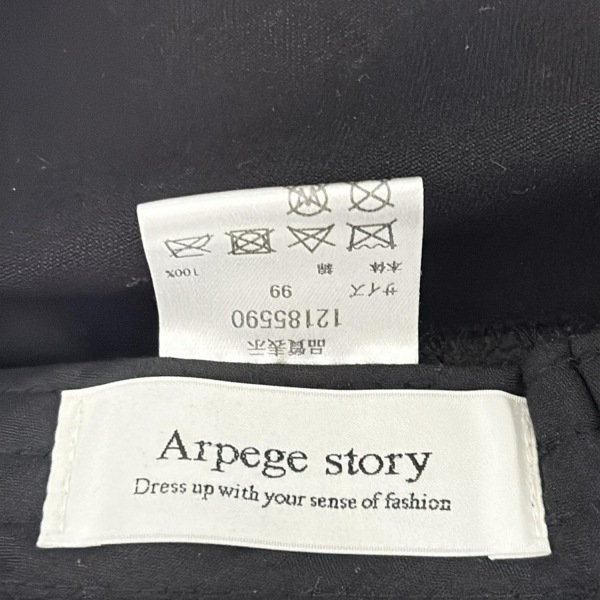 品質表示
12185590
サイズ 99
本体 綿 100%
Arpege story
Dress up with your sense of fashion